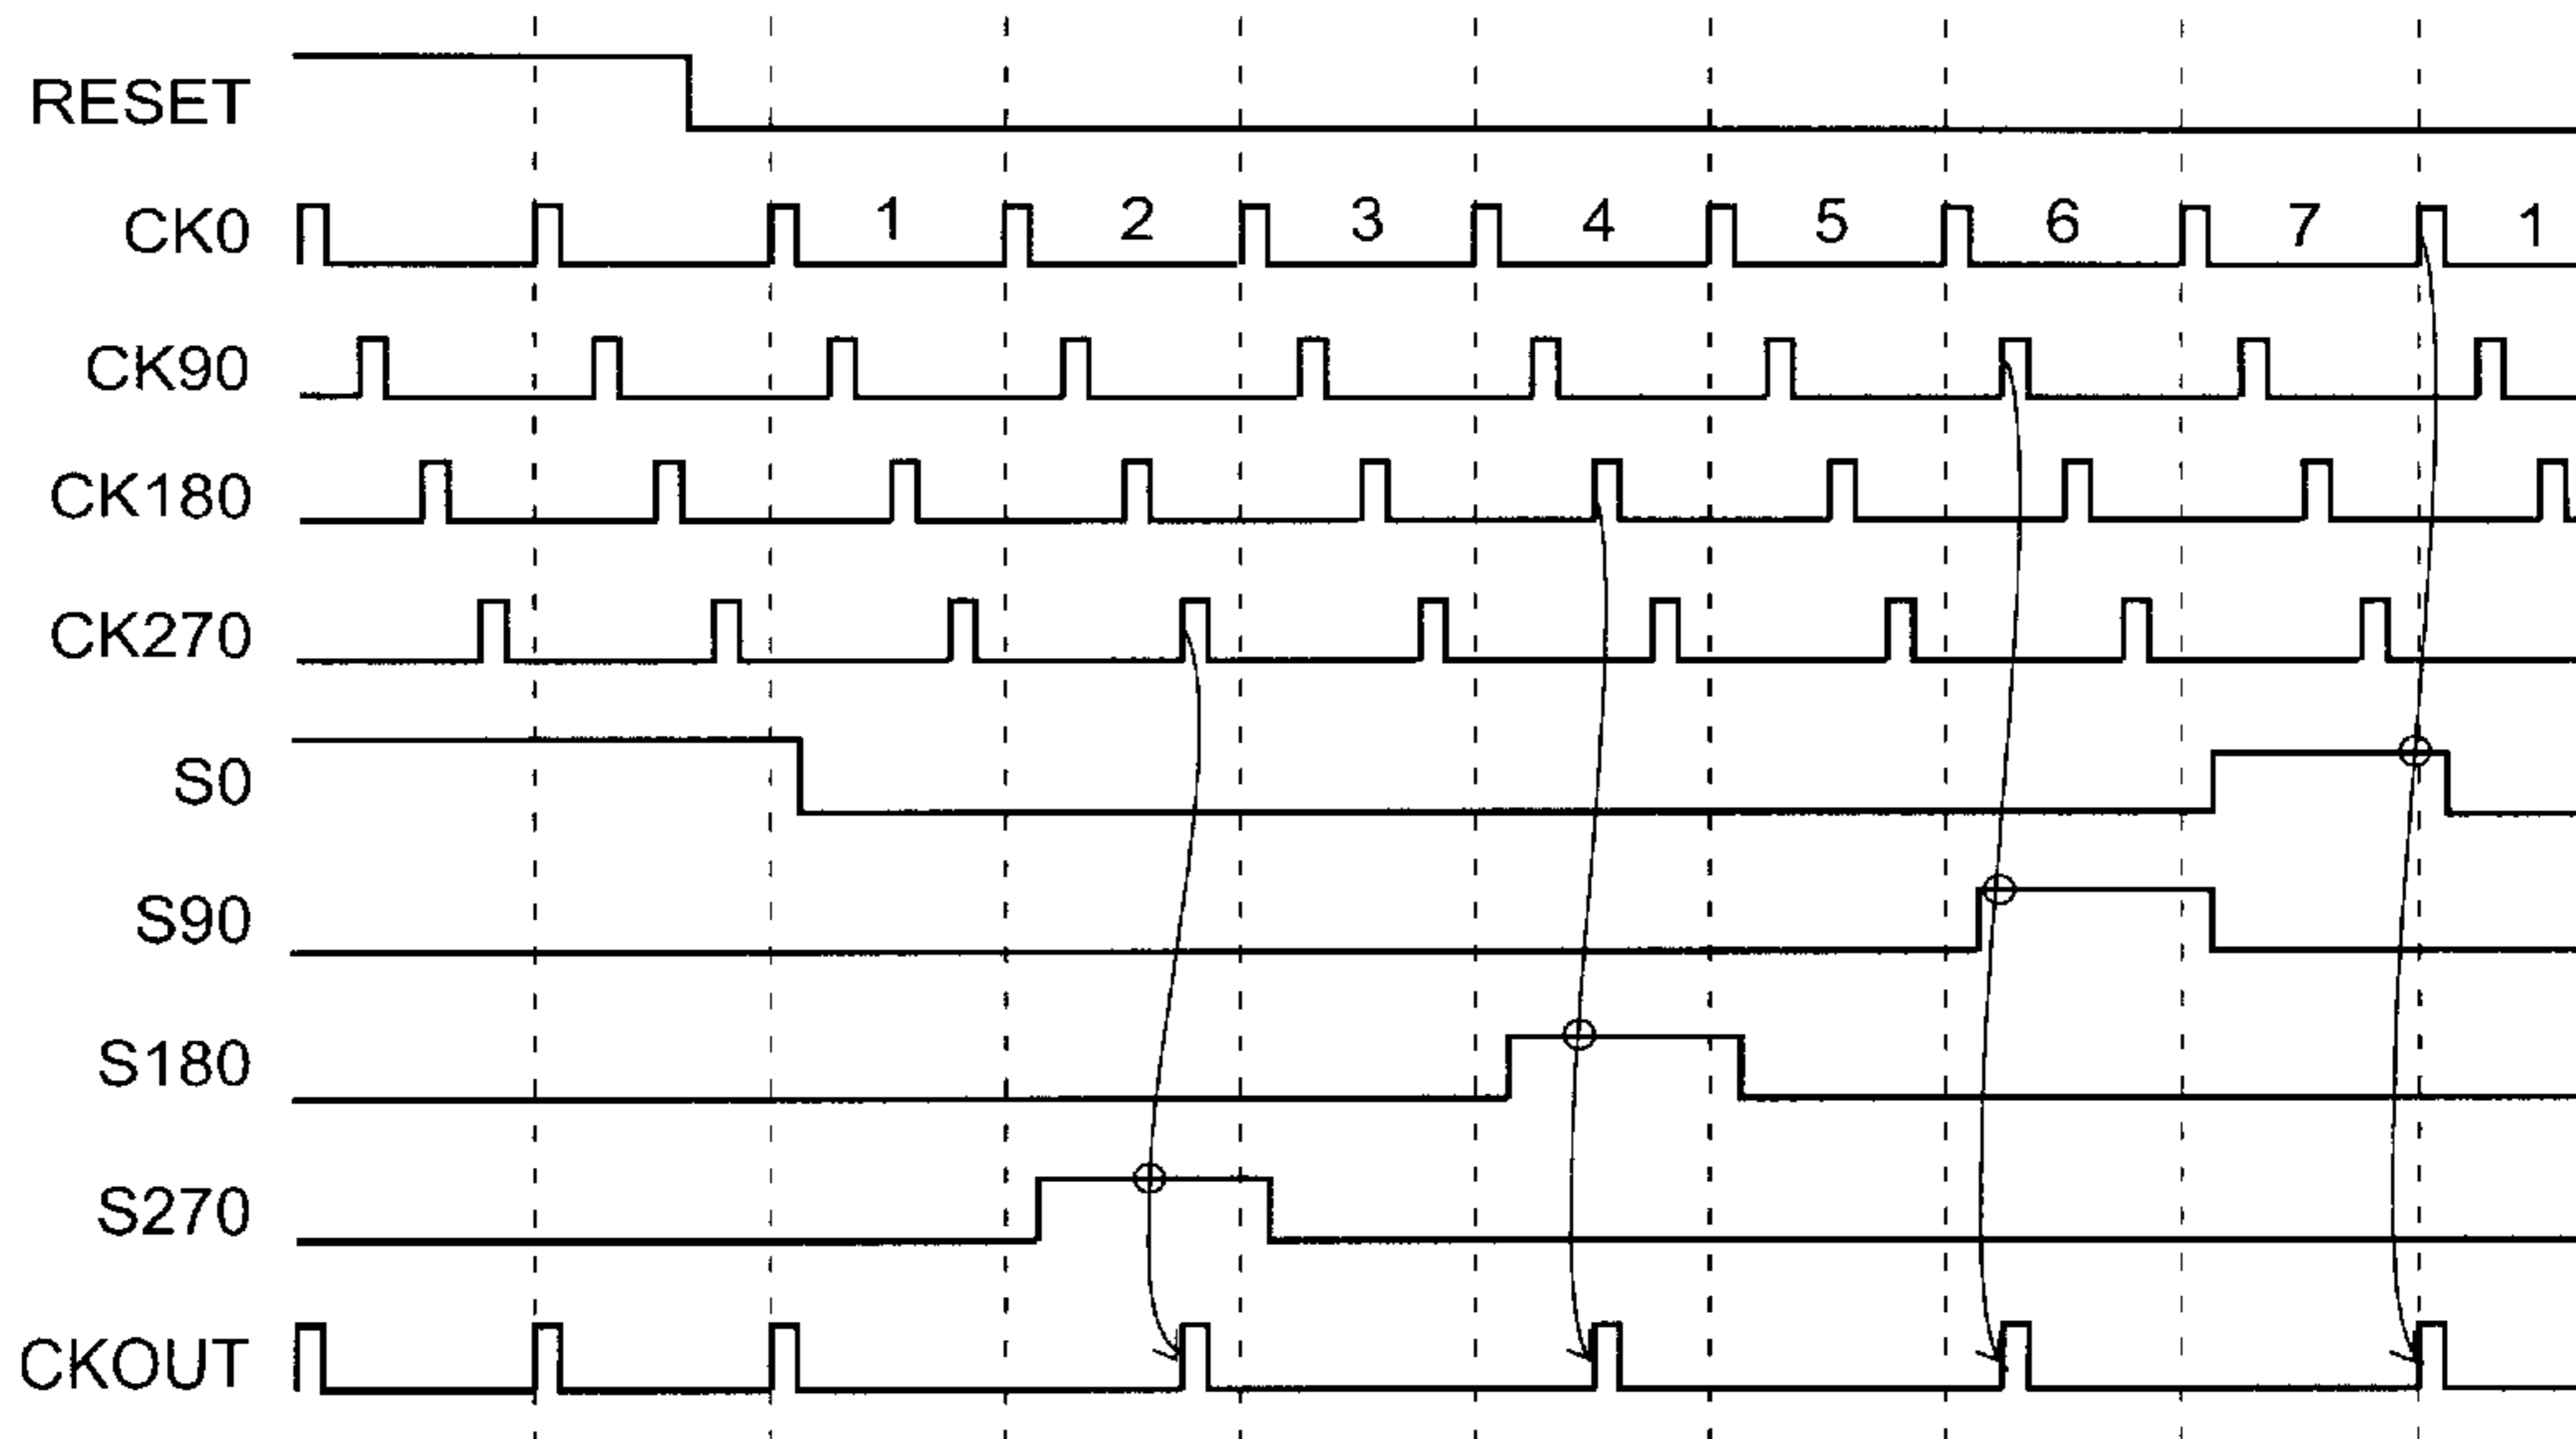 RESET
CK0 1 2 3 4 5 6 7 1
CK90
CK180
CK270
S0
S90
S180
S270
CKOUT